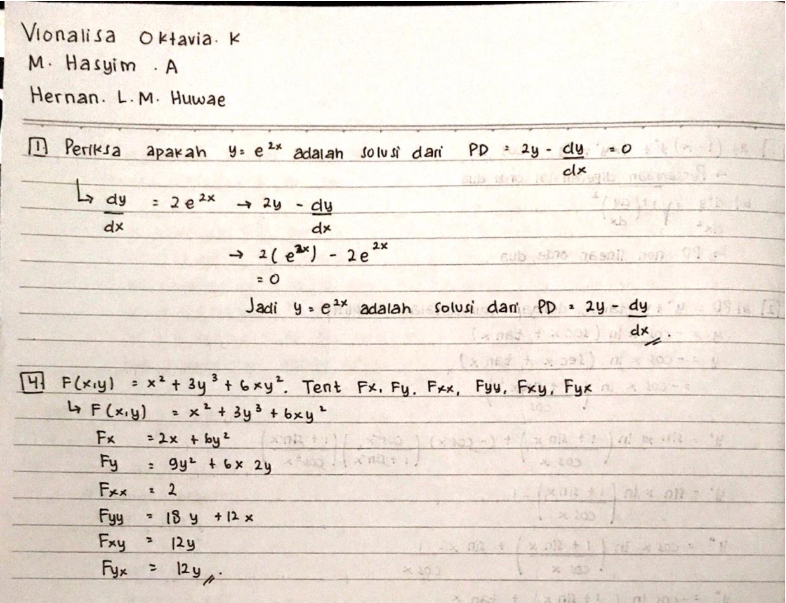 Vionalisa Oktavia. K
M. Hasyim . A
Hernan. L. M. Huwae
1 Periksa apakah y = e^2x adalah solusi dari PD = 2y - dy/dx = 0
↳ dy/dx = 2e^2x → 2y - dy/dx
→ 2(e^2x) - 2e^2x
= 0
Jadi y = e^2x adalah solusi dari PD = 2y - dy/dx.
4 F(x,y) = x² + 3y³ + 6xy². Tent Fx, Fy, Fxx, Fyy, Fxy, Fyx
↳ F(x,y) = x² + 3y³ + 6xy²
Fx = 2x + 6y²
Fy = 9y² + 6x 2y
Fxx = 2
Fyy = 18y + 12x
Fxy = 12y
Fyx = 12y.